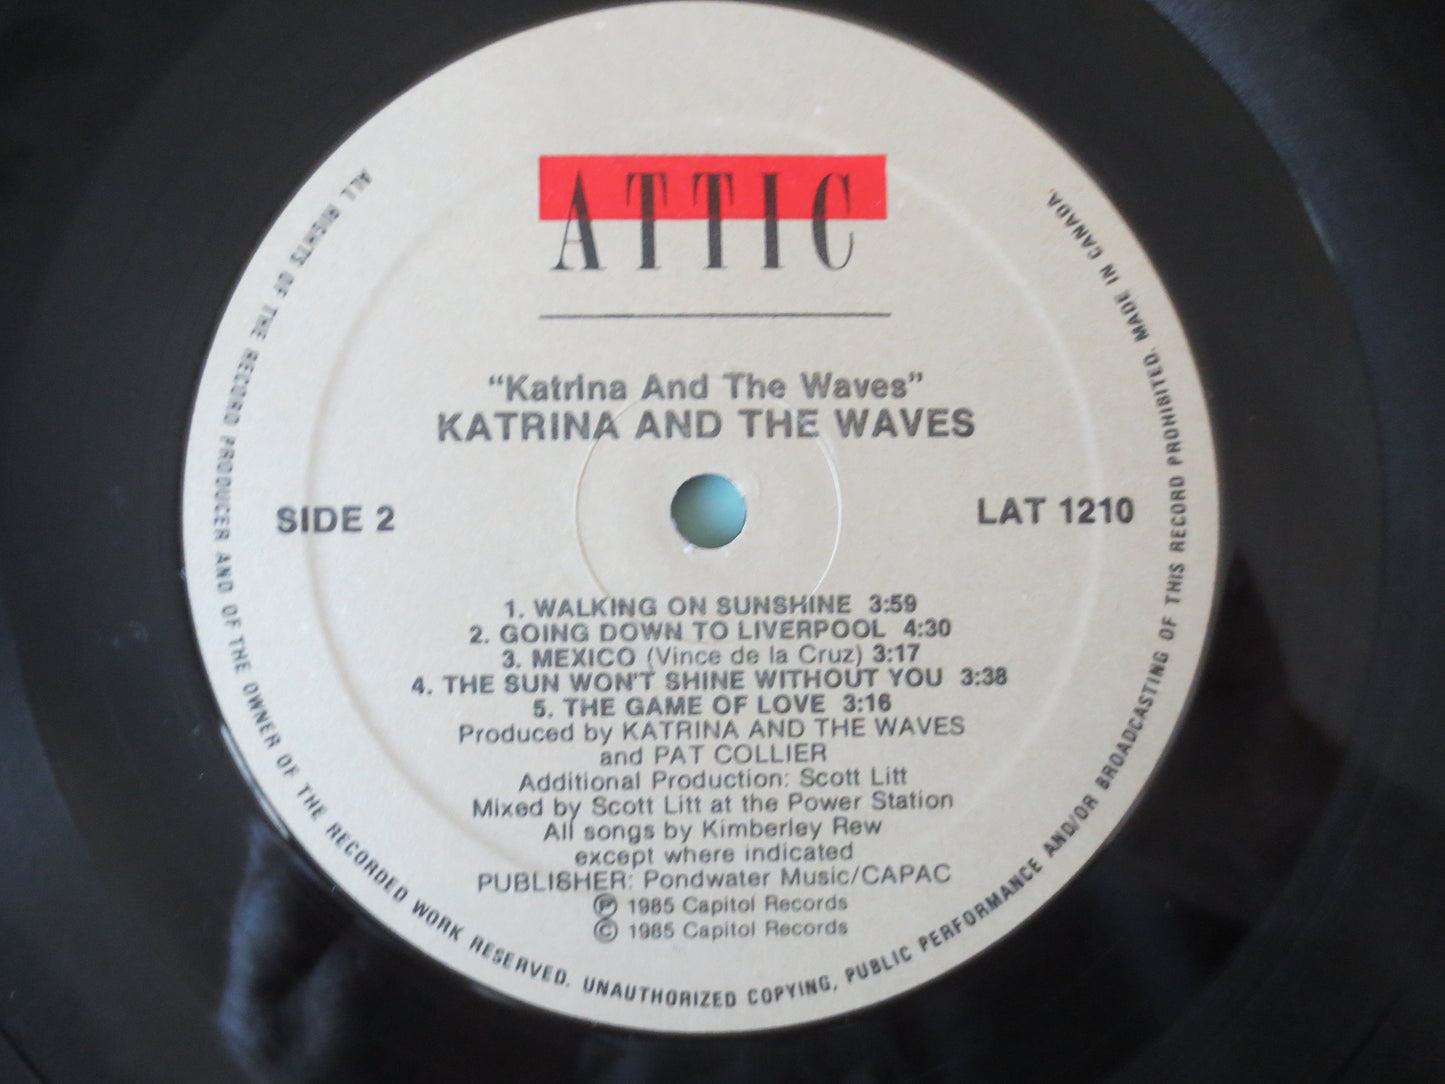 ATTIC
"Katrina And The Waves"
KATRINA AND THE WAVES
SIDE 2
LAT 1210
1. WALKING ON SUNSHINE 3:59
2. GOING DOWN TO LIVERPOOL 4:30
3. MEXICO (Vince de la Cruz) 3:17
4. THE SUN WON'T SHINE WITHOUT YOU 3:38
5. THE GAME OF LOVE 3:16
Produced by KATRINA AND THE WAVES
and PAT COLLIER
Additional Production: Scott Litt
Mixed by Scott Litt at the Power Station
All songs by Kimberley Rew
except where indicated
PUBLISHER: Pondwater Music/CAPAC
Ⓟ 1985 Capitol Records
© 1985 Capitol Records
ALL RIGHTS OF THE RECORD PRODUCER AND OF THE OWNER OF THE RECORDED WORK RESERVED. UNAUTHORIZED COPYING, PUBLIC PERFORMANCE AND/OR BROADCASTING OF THIS RECORD PROHIBITED. MADE IN CANADA.